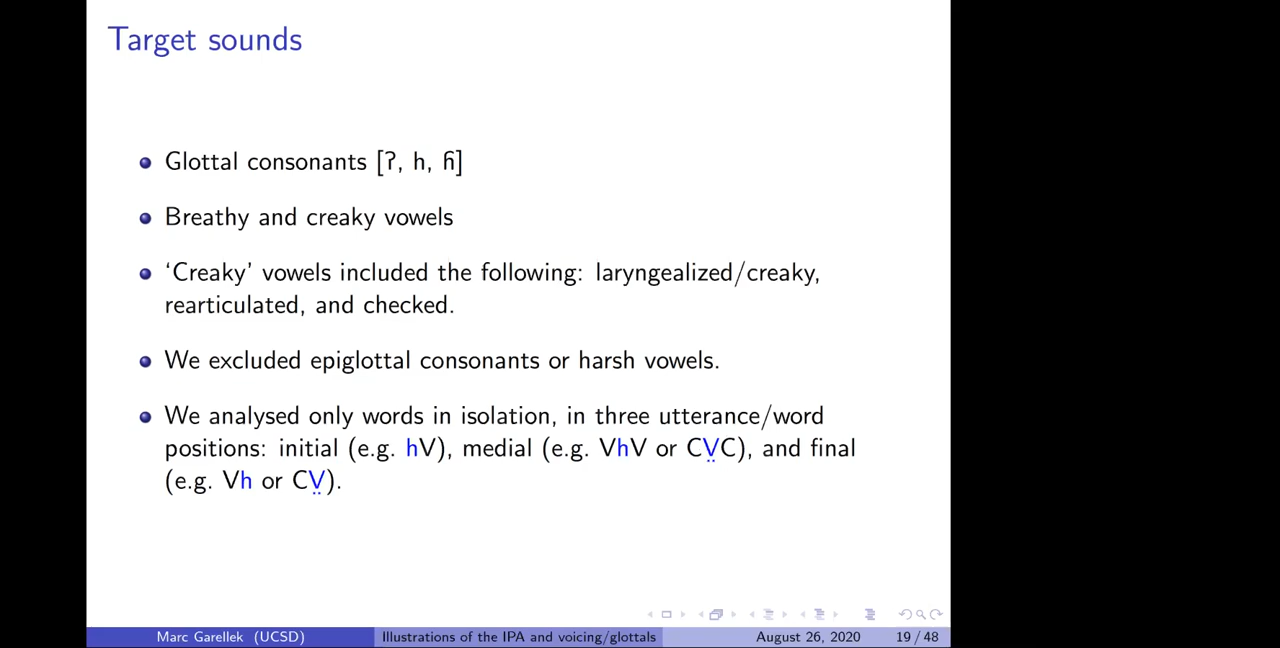 Target sounds
Glottal consonants [ʔ, h, ɦ]
Breathy and creaky vowels
‘Creaky’ vowels included the following: laryngealized/creaky,
rearticulated, and checked.
We excluded epiglottal consonants or harsh vowels.
We analysed only words in isolation, in three utterance/word
positions: initial (e.g. hV), medial (e.g. VhV or CV̤C), and final
(e.g. Vh or CV̤).
Marc Garellek (UCSD) Illustrations of the IPA and voicing/glottals August 26, 2020 19 / 48